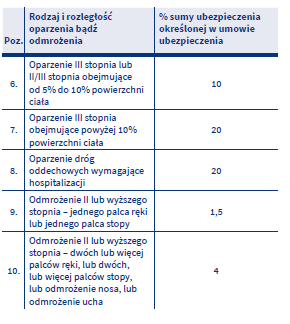 Poz.
Rodzaj i rozległość
oparzenia bądź
odmrożenia
% sumy ubezpieczenia
określonej w umowie
ubezpieczenia
6.
Oparzenie III stopnia lub
II/III stopnia obejmujące
od 5% do 10% powierzchni
ciała
10
7.
Oparzenie III stopnia
obejmujące powyżej 10%
powierzchni ciała
20
8.
Oparzenie dróg
oddechowych wymagające
hospitalizacji
20
9.
Odmrożenie II lub wyższego
stopnia – jednego palca ręki
lub jednego palca stopy
1,5
10.
Odmrożenie II lub wyższego
stopnia – dwóch lub więcej
palców ręki, lub dwóch,
lub więcej palców stopy,
lub odmrożenie nosa, lub
odmrożenie ucha
4